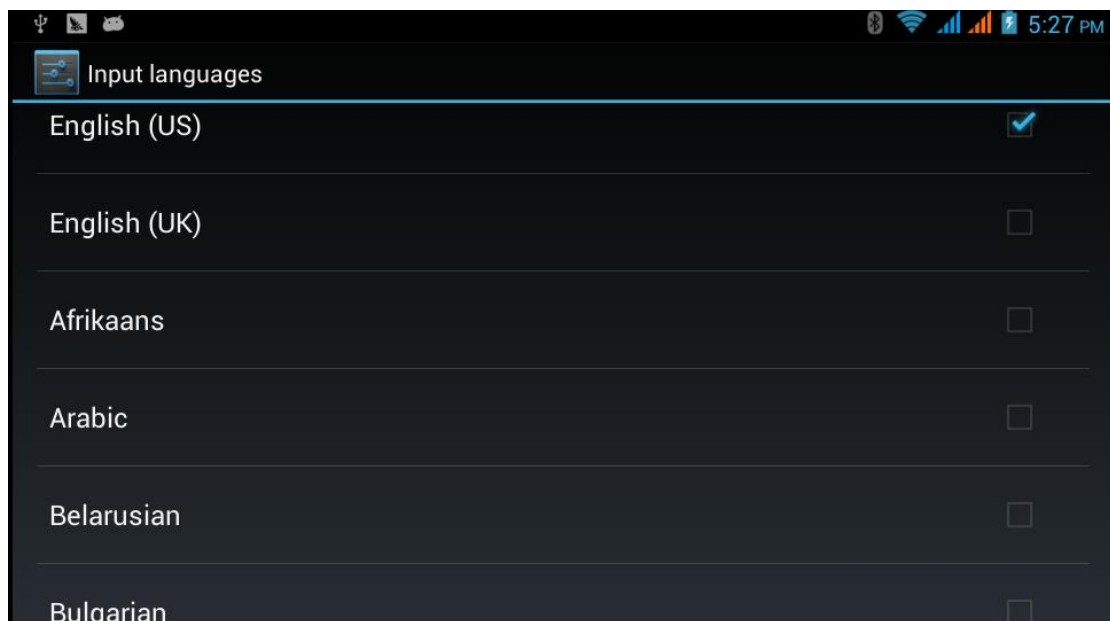 5:27 PM
Input languages
English (US)
English (UK)
Afrikaans
Arabic
Belarusian
Bulgarian